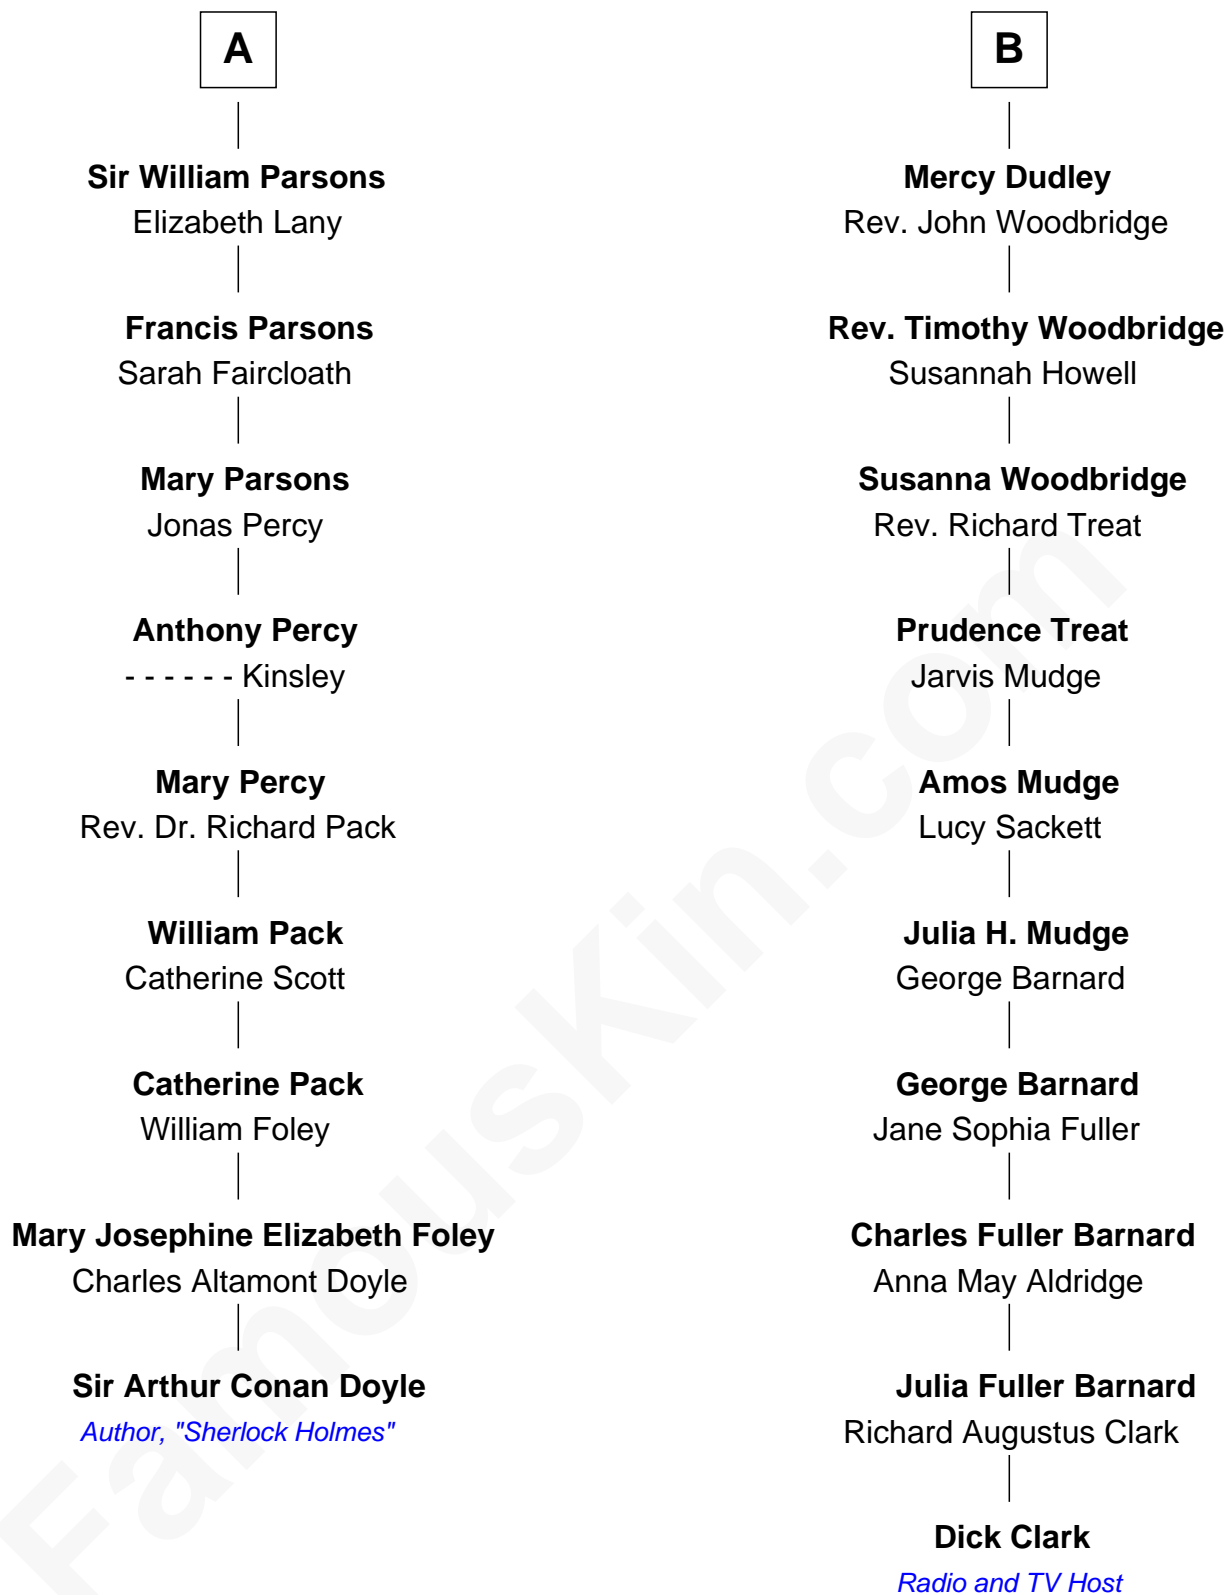 A
Sir William Parsons
Elizabeth Lany
Francis Parsons
Sarah Faircloath
Mary Parsons
Jonas Percy
Anthony Percy
- - - - - - Kinsley
Mary Percy
Rev. Dr. Richard Pack
William Pack
Catherine Scott
Catherine Pack
William Foley
Mary Josephine Elizabeth Foley
Charles Altamont Doyle
Sir Arthur Conan Doyle
Author, "Sherlock Holmes"
B
Mercy Dudley
Rev. John Woodbridge
Rev. Timothy Woodbridge
Susannah Howell
Susanna Woodbridge
Rev. Richard Treat
Prudence Treat
Jarvis Mudge
Amos Mudge
Lucy Sackett
Julia H. Mudge
George Barnard
George Barnard
Jane Sophia Fuller
Charles Fuller Barnard
Anna May Aldridge
Julia Fuller Barnard
Richard Augustus Clark
Dick Clark
Radio and TV Host
FamousKin.com